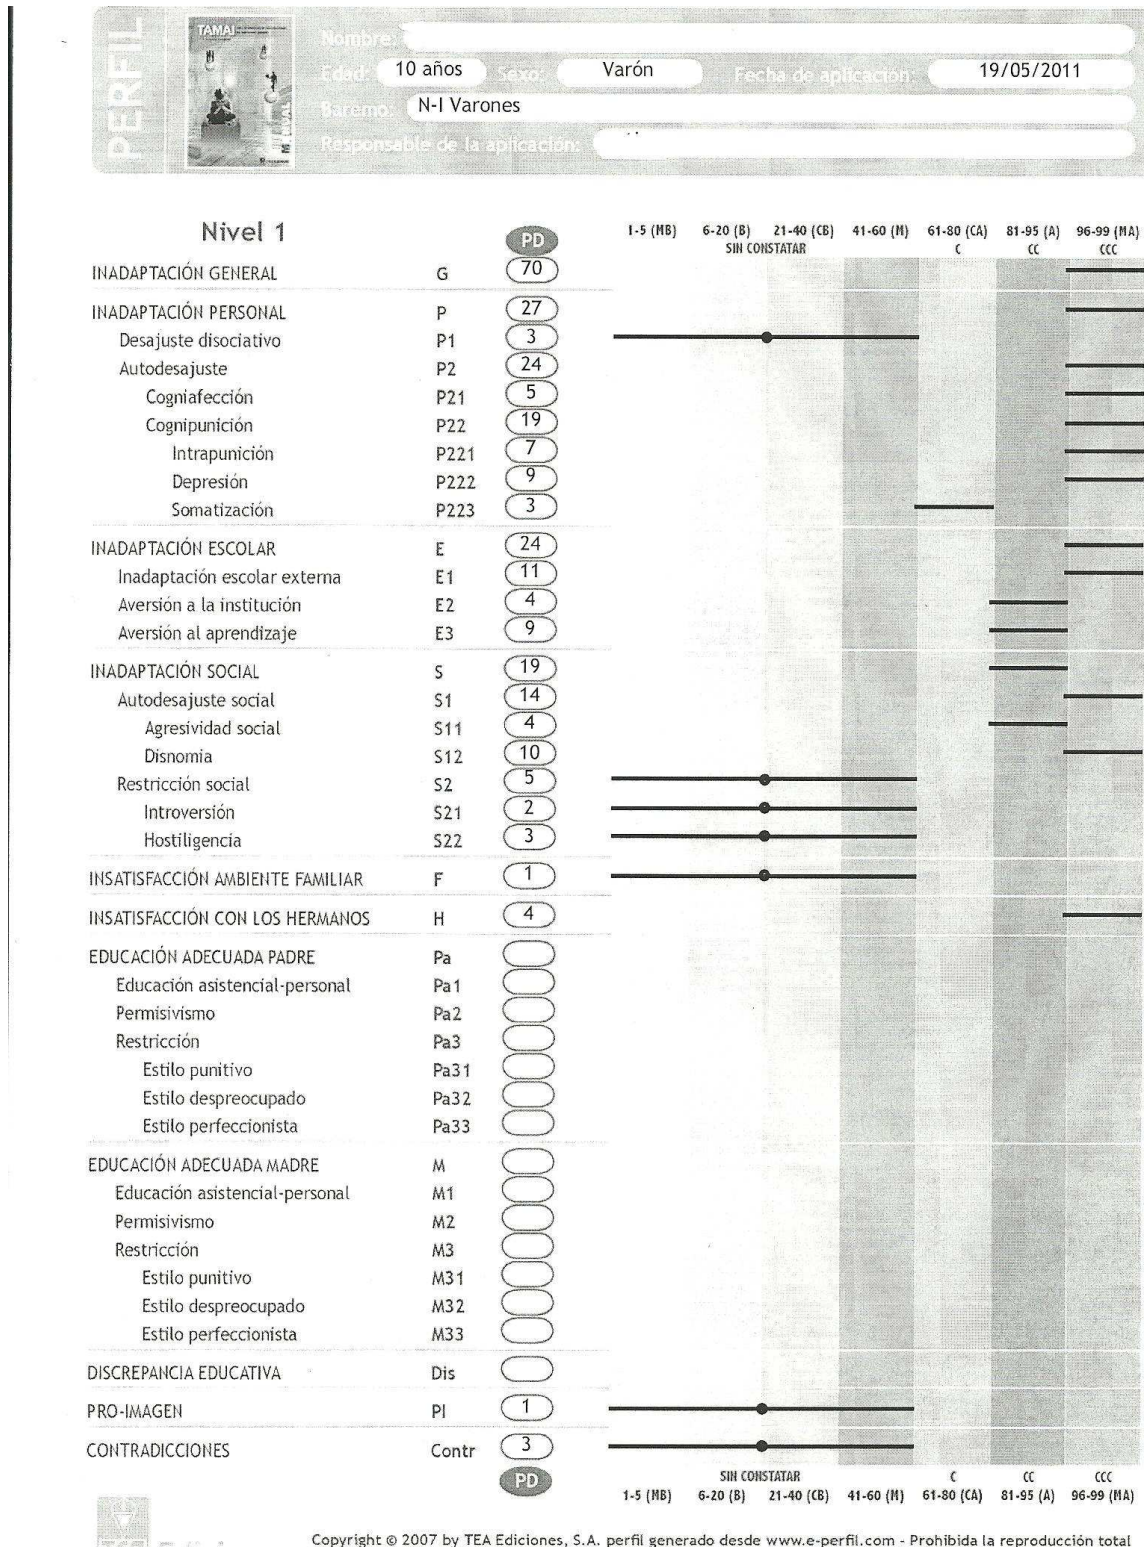 PERFIL
TAMAI
Nombre:
Edad: 10 años Sexo: Varón Fecha de aplicación: 19/05/2011
Baremo: N-I Varones
Responsable de la aplicación:
Nivel 1 PD 1-5 (MB) 6-20 (B) 21-40 (CB) 41-60 (M) 61-80 (CA) 81-95 (A) 96-99 (MA)
SIN CONSTATAR C CC CCC
INADAPTACIÓN GENERAL G 70
INADAPTACIÓN PERSONAL P 27
Desajuste disociativo P1 3
Autodesajuste P2 24
Cogniafección P21 5
Cognipunición P22 19
Intrapunición P221 7
Depresión P222 9
Somatización P223 3
INADAPTACIÓN ESCOLAR E 24
Inadaptación escolar externa E1 11
Aversión a la institución E2 4
Aversión al aprendizaje E3 9
INADAPTACIÓN SOCIAL S 19
Autodesajuste social S1 14
Agresividad social S11 4
Disnomia S12 10
Restricción social S2 5
Introversión S21 2
Hostiligencia S22 3
INSATISFACCIÓN AMBIENTE FAMILIAR F 1
INSATISFACCIÓN CON LOS HERMANOS H 4
EDUCACIÓN ADECUADA PADRE Pa
Educación asistencial-personal Pa1
Permisivismo Pa2
Restricción Pa3
Estilo punitivo Pa31
Estilo despreocupado Pa32
Estilo perfeccionista Pa33
EDUCACIÓN ADECUADA MADRE M
Educación asistencial-personal M1
Permisivismo M2
Restricción M3
Estilo punitivo M31
Estilo despreocupado M32
Estilo perfeccionista M33
DISCREPANCIA EDUCATIVA Dis
PRO-IMAGEN PI 1
CONTRADICCIONES Contr 3
PD SIN CONSTATAR C CC CCC
1-5 (MB) 6-20 (B) 21-40 (CB) 41-60 (M) 61-80 (CA) 81-95 (A) 96-99 (MA)
Copyright © 2007 by TEA Ediciones, S.A. perfil generado desde www.e-perfil.com - Prohibida la reproducción total